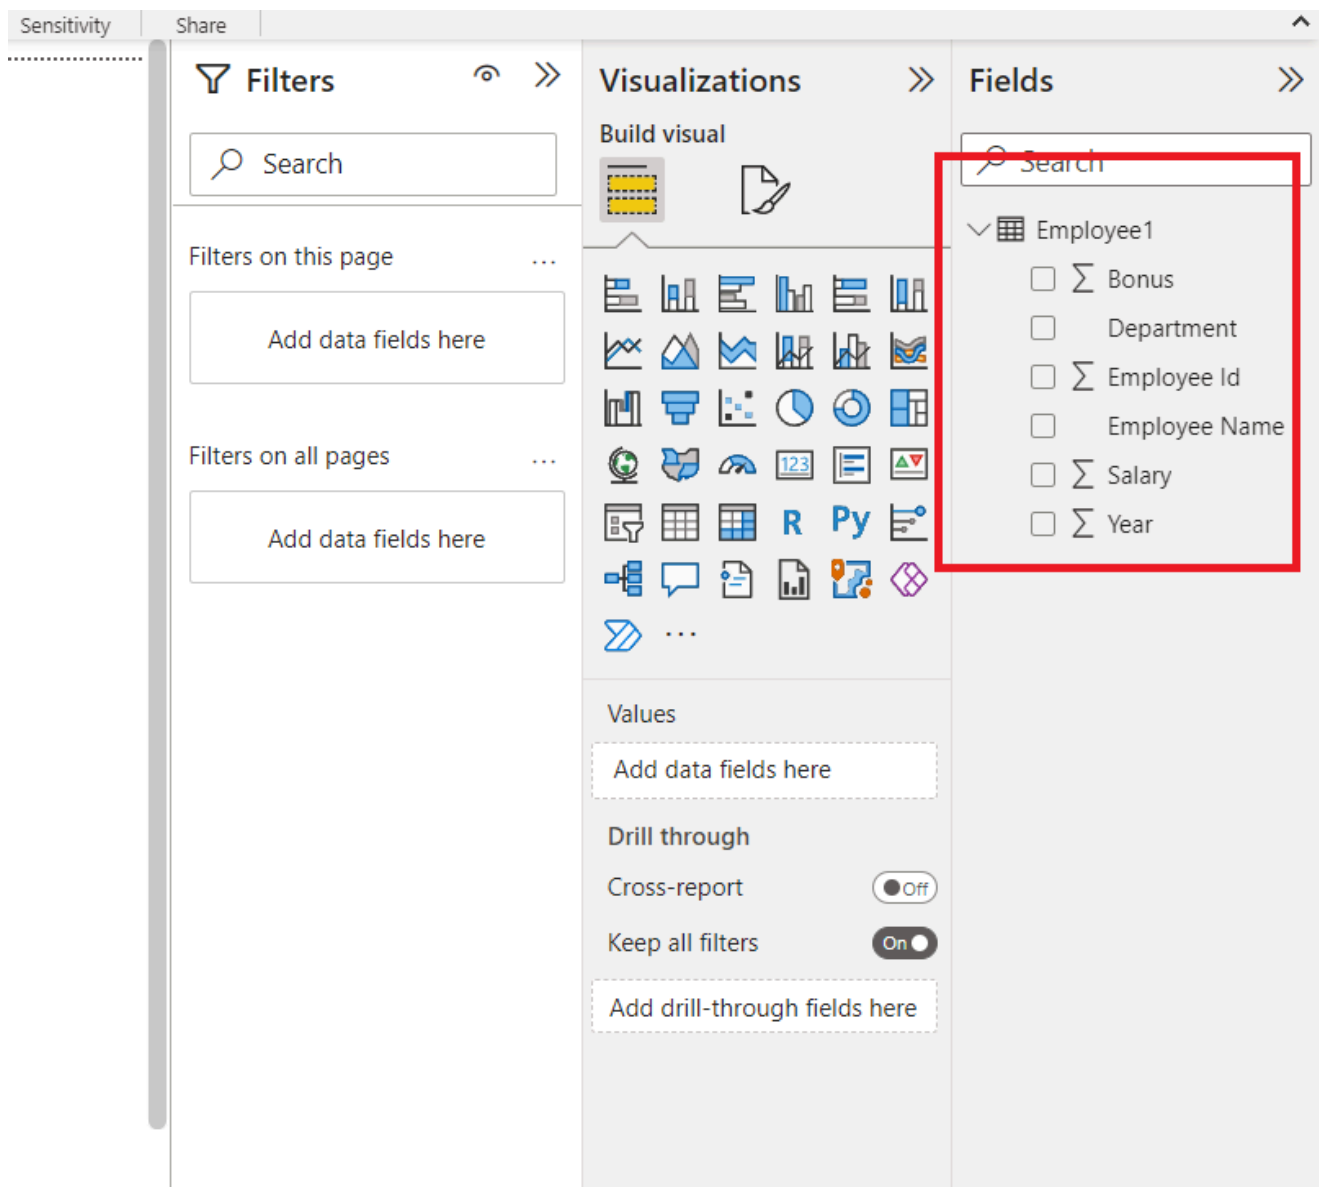 Sensitivity
Share
Filters
Search
Filters on this page
...
Add data fields here
Filters on all pages
...
Add data fields here
Visualizations
Build visual
123
R
Py
...
Values
Add data fields here
Drill through
Cross-report
Off
Keep all filters
On
Add drill-through fields here
Fields
Search
Employee1
∑ Bonus
Department
∑ Employee Id
Employee Name
∑ Salary
∑ Year